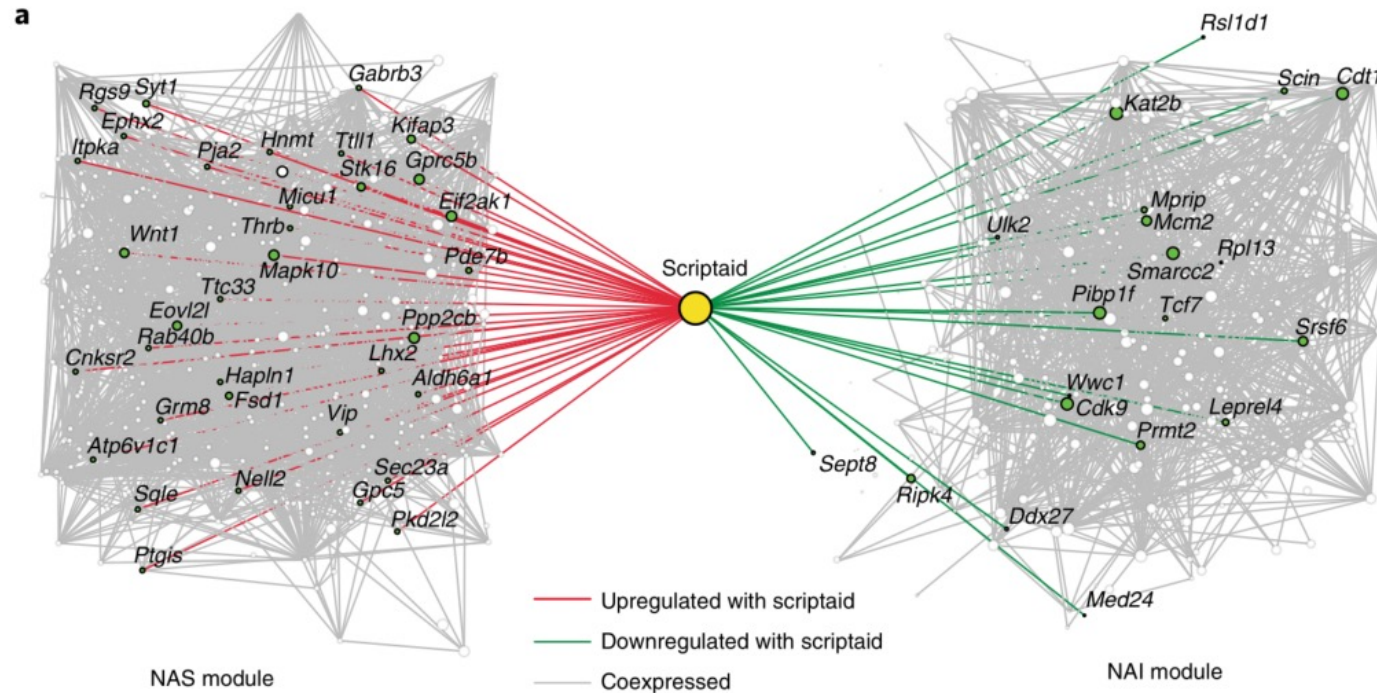 a
Rsl1d1
Gabrb3
Scin
Cdt1
Rgs9
Syt1
Kat2b
Ephx2
Hnmt
Ttll1
Kifap3
Itpka
Pja2
Stk16
Gprc5b
Micu1
Eif2ak1
Mprip
Mcm2
Ulk2
Wnt1
Thrb
Pde7b
Rpl13
Mapk10
Scriptaid
Smarcc2
Ttc33
Pibp1f
Tcf7
Eovl2l
Ppp2cb
Srsf6
Rab40b
Cnksr2
Lhx2
Hapln1
Aldh6a1
Wwc1
Fsd1
Cdk9
Leprel4
Grm8
Vip
Prmt2
Atp6v1c1
Sept8
Sec23a
Ripk4
Nell2
Sqle
Gpc5
Ddx27
Pkd2l2
Ptgis
Med24
Upregulated with scriptaid
Downregulated with scriptaid
Coexpressed
NAS module
NAI module